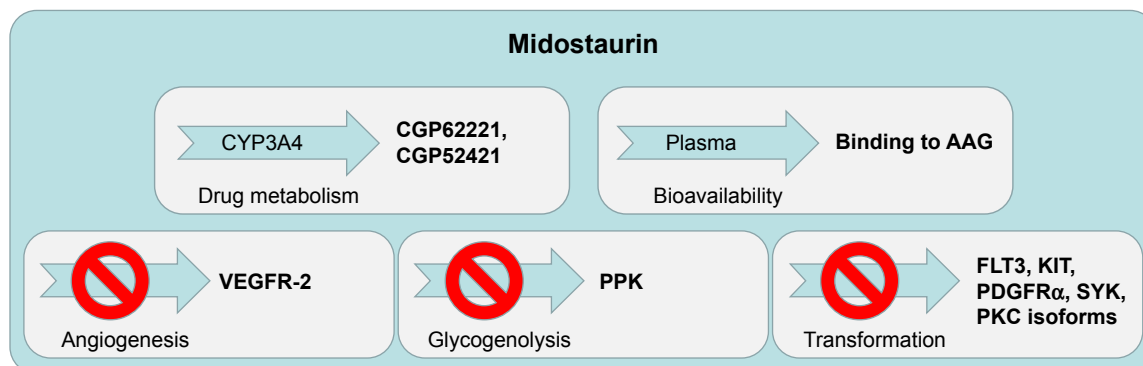 Midostaurin
CYP3A4
CGP62221,
CGP52421
Drug metabolism
Plasma
Binding to AAG
Bioavailability
VEGFR-2
Angiogenesis
PPK
Glycogenolysis
FLT3, KIT,
PDGFRα, SYK,
PKC isoforms
Transformation